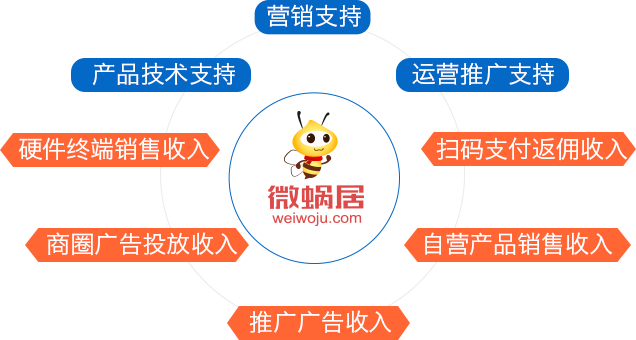 营销支持
产品技术支持
运营推广支持
硬件终端销售收入
扫码支付返佣收入
微蜗居
weiwoju.com
商圈广告投放收入
自营产品销售收入
推广广告收入